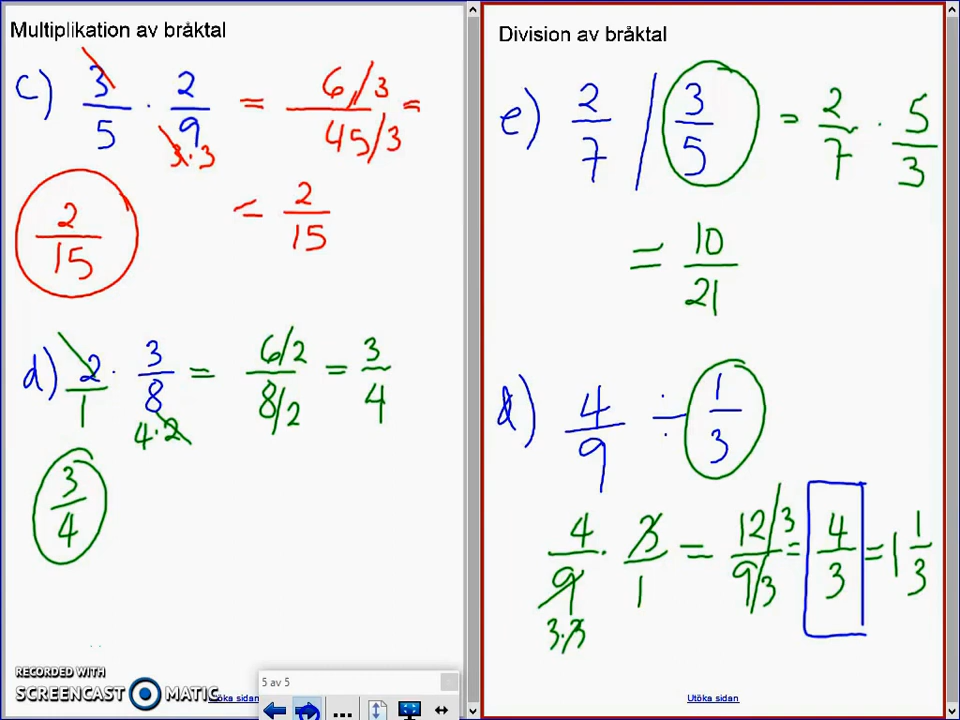 Multiplikation av bråktal
c) 3/5 · 2/9 = 6/3 / 45/3 =
3·3
2/15 = 2/15
d) 2/1 · 3/8 = 6/2 / 8/2 = 3/4
4·2
3/4
Division av bråktal
e) 2/7 / 3/5 = 2/7 · 5/3
= 10/21
4/9 ÷ 1/3
4/9 · 3/1 = 12/3 / 9/3 = 4/3 = 1 1/3
3·3
RECORDED WITH
SCREENCAST MATIC
Utöka sidan
5 av 5
...
Utöka sidan